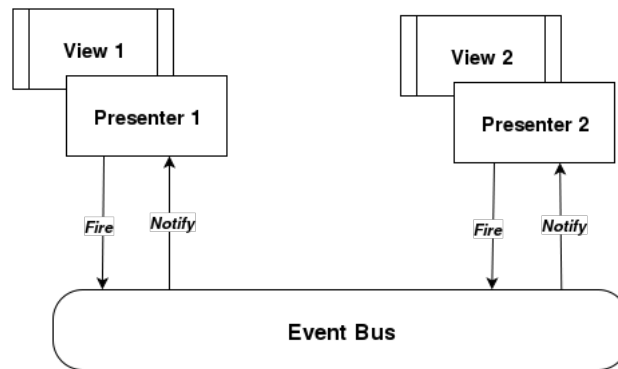 View 1
View 2
Presenter 1
Presenter 2
Fire
Notify
Fire
Notify
Event Bus